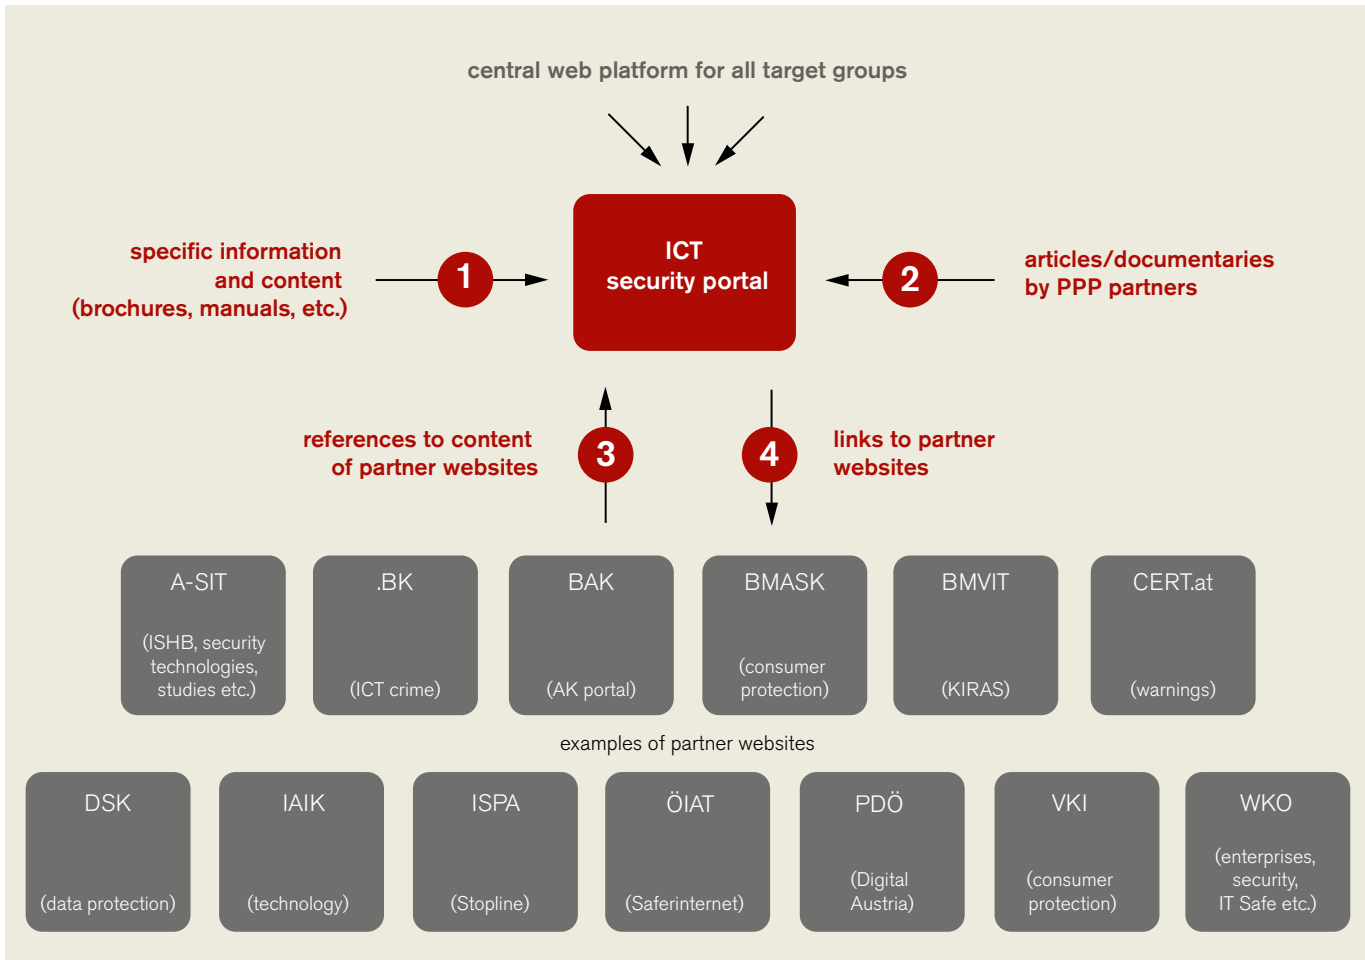 central web platform for all target groups
specific information
and content
(brochures, manuals, etc.)
1
ICT
security portal
2
articles/documentaries
by PPP partners
references to content
of partner websites
3
4
links to partner
websites
A-SIT
(ISHB, security
technologies,
studies etc.)
.BK
(ICT crime)
BAK
(AK portal)
BMASK
(consumer
protection)
BMVIT
(KIRAS)
CERT.at
(warnings)
examples of partner websites
DSK
(data protection)
IAIK
(technology)
ISPA
(Stopline)
ÖIAT
(Saferinternet)
PDÖ
(Digital
Austria)
VKI
(consumer
protection)
WKO
(enterprises,
security,
IT Safe etc.)